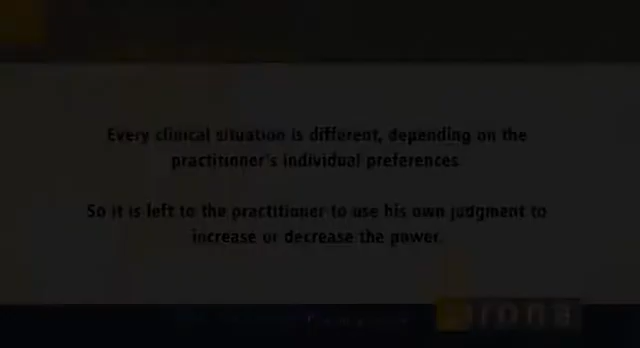 Every clinical situation is different, depending on the
practitioner's individual preferences
So it is left to the practitioner to use his own judgment to
increase or decrease the power.
rona